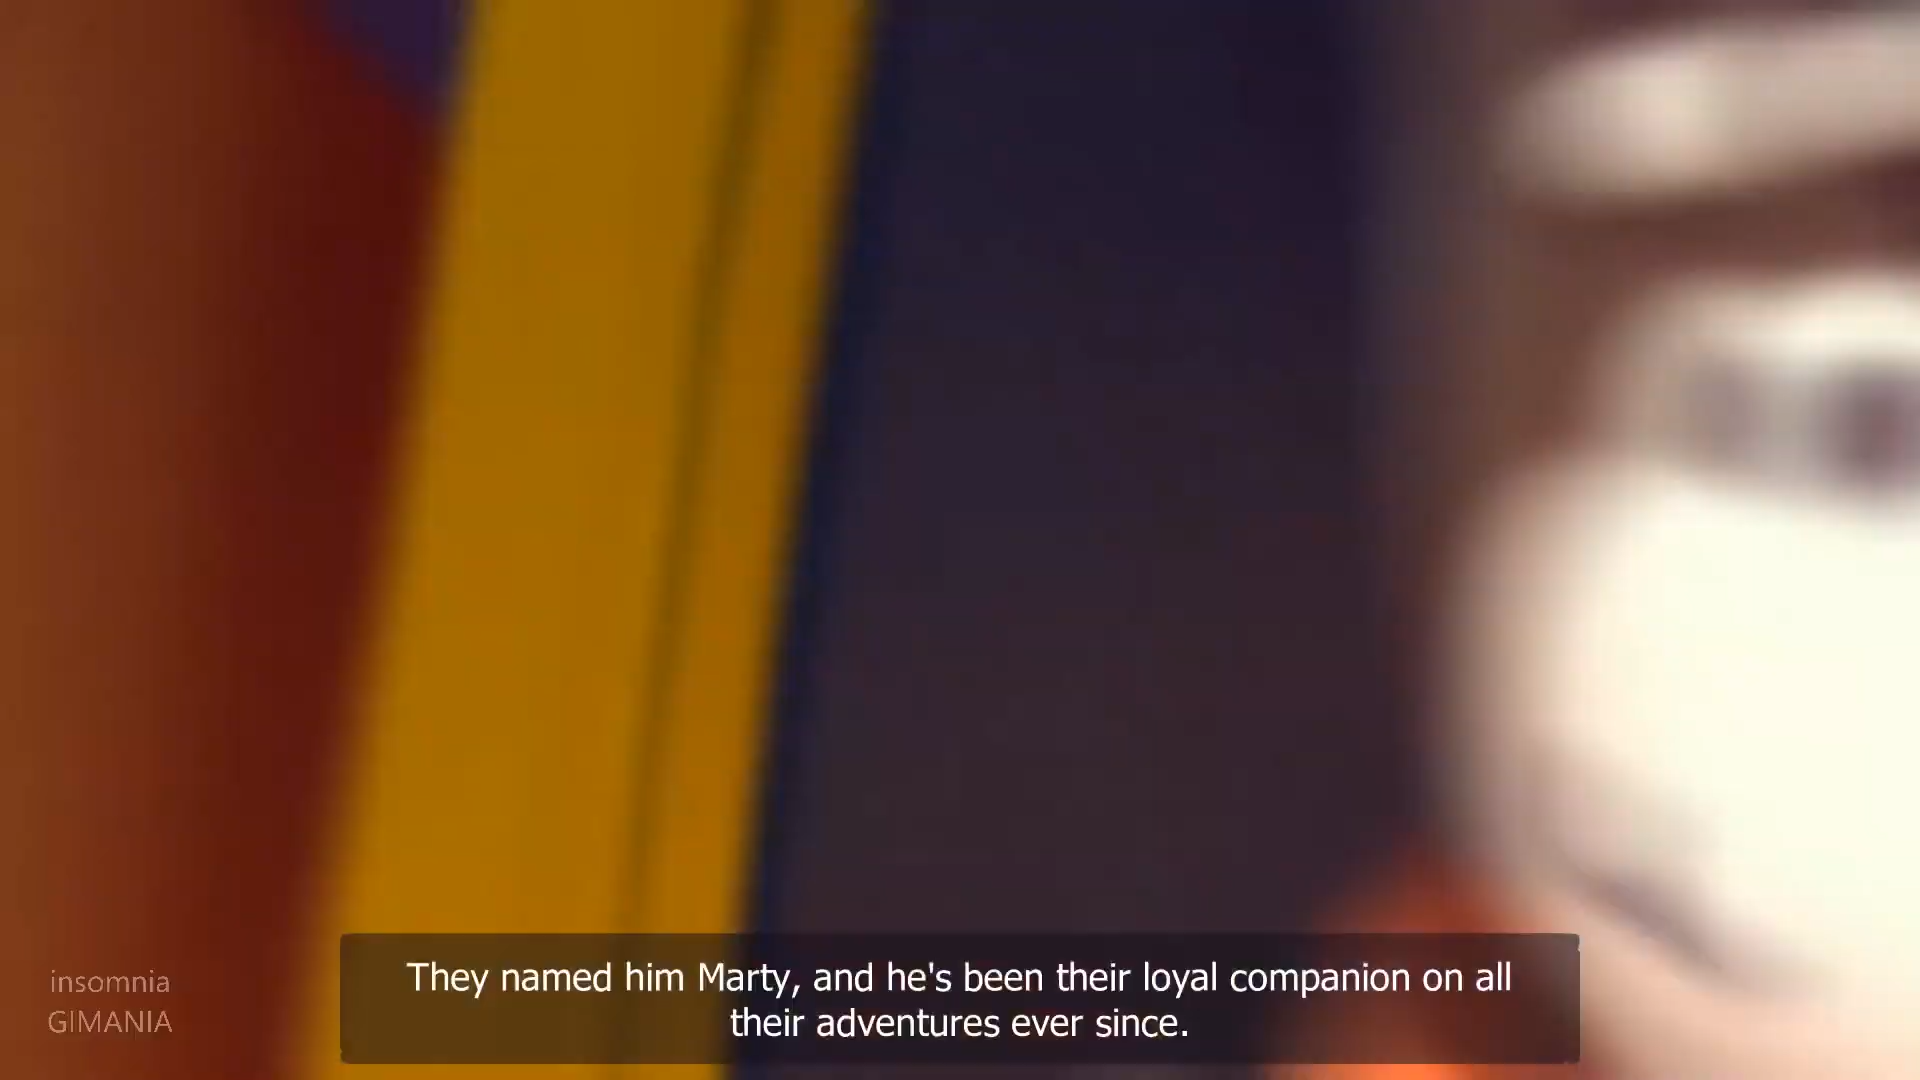 They named him Marty, and he's been their loyal companion on all
their adventures ever since.
insomnia
GIMANIA